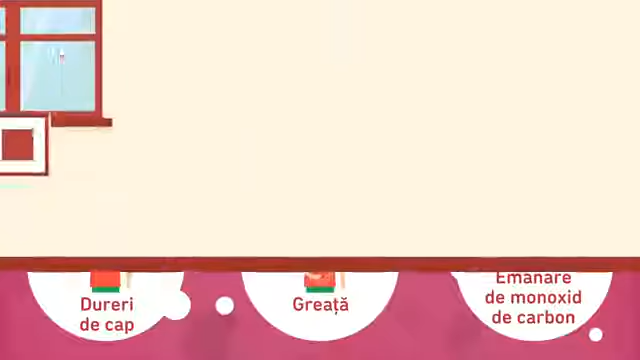 Dureri
de cap
Greață
Emanare
de monoxid
de carbon